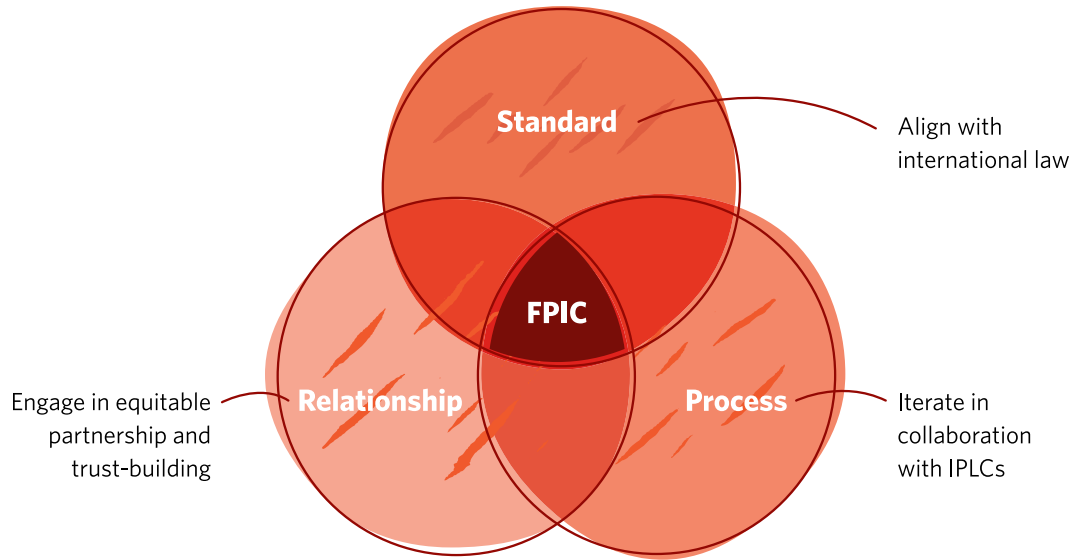 Standard
Align with
international law
FPIC
Relationship
Process
Engage in equitable
partnership and
trust-building
Iterate in
collaboration
with IPLCs